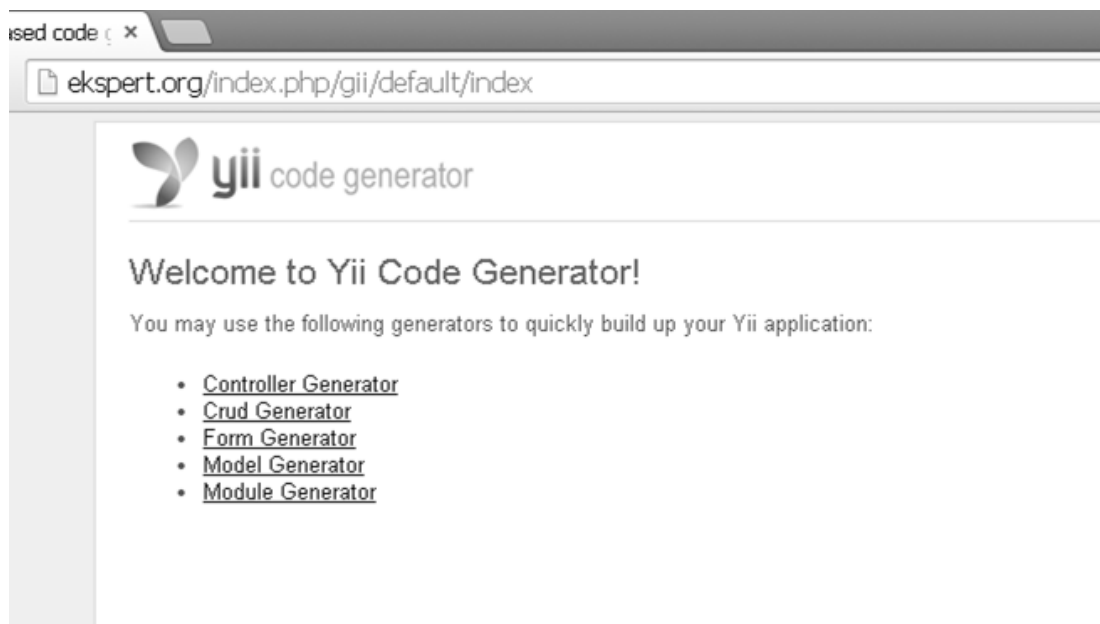 ased code g
ekspert.org/index.php/gii/default/index
yii code generator
Welcome to Yii Code Generator!
You may use the following generators to quickly build up your Yii application:
Controller Generator
Crud Generator
Form Generator
Model Generator
Module Generator